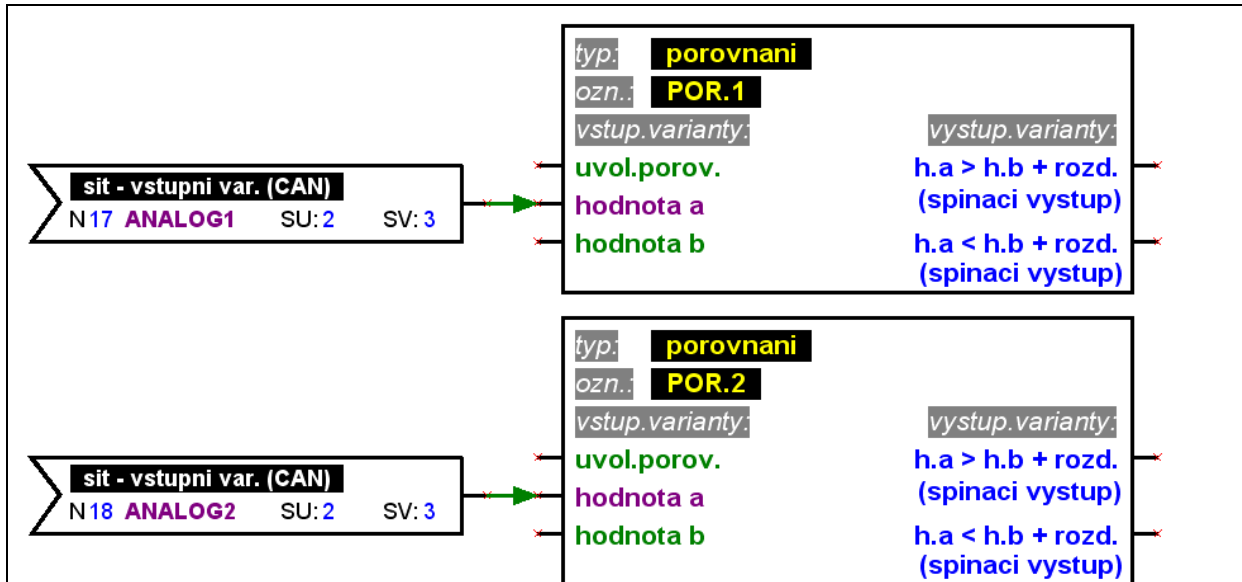 typ: porovnani
ozn.: POR.1
vstup.varianty: vystup.varianty:
sit - vstupni var. (CAN)
N 17 ANALOG1 SU: 2 SV: 3
uvol.porov. h.a > h.b + rozd.
hodnota a (spinaci vystup)
hodnota b h.a < h.b + rozd.
(spinaci vystup)
typ: porovnani
ozn.: POR.2
vstup.varianty: vystup.varianty:
sit - vstupni var. (CAN)
N 18 ANALOG2 SU: 2 SV: 3
uvol.porov. h.a > h.b + rozd.
hodnota a (spinaci vystup)
hodnota b h.a < h.b + rozd.
(spinaci vystup)